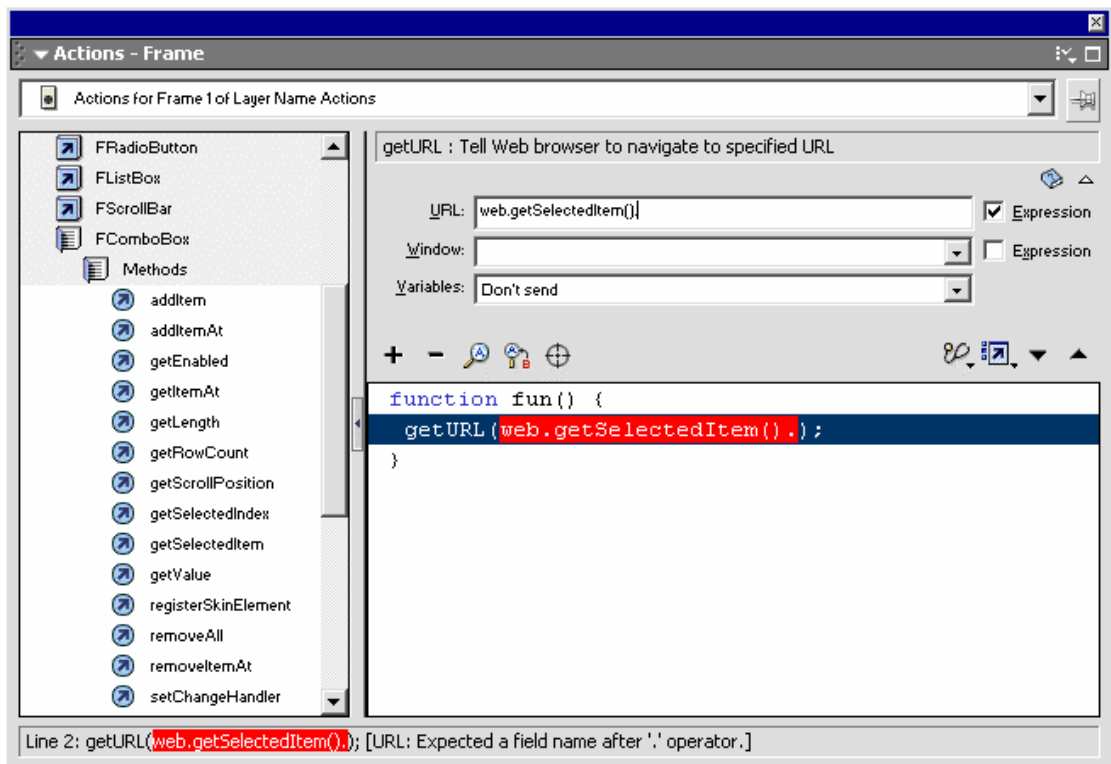 Actions - Frame
Actions for Frame 1 of Layer Name Actions
FRadioButton
FListBox
FScrollBar
FComboBox
Methods
addItem
addItemAt
getEnabled
getItemAt
getLength
getRowCount
getScrollPosition
getSelectedIndex
getSelectedItem
getValue
registerSkinElement
removeAll
removeItemAt
setChangeHandler
getURL : Tell Web browser to navigate to specified URL
URL: web.getSelectedItem(). Expression
Window: Expression
Variables: Don't send
function fun() {
getURL(web.getSelectedItem().);
}
Line 2: getURL(web.getSelectedItem().); [URL: Expected a field name after '.' operator.]